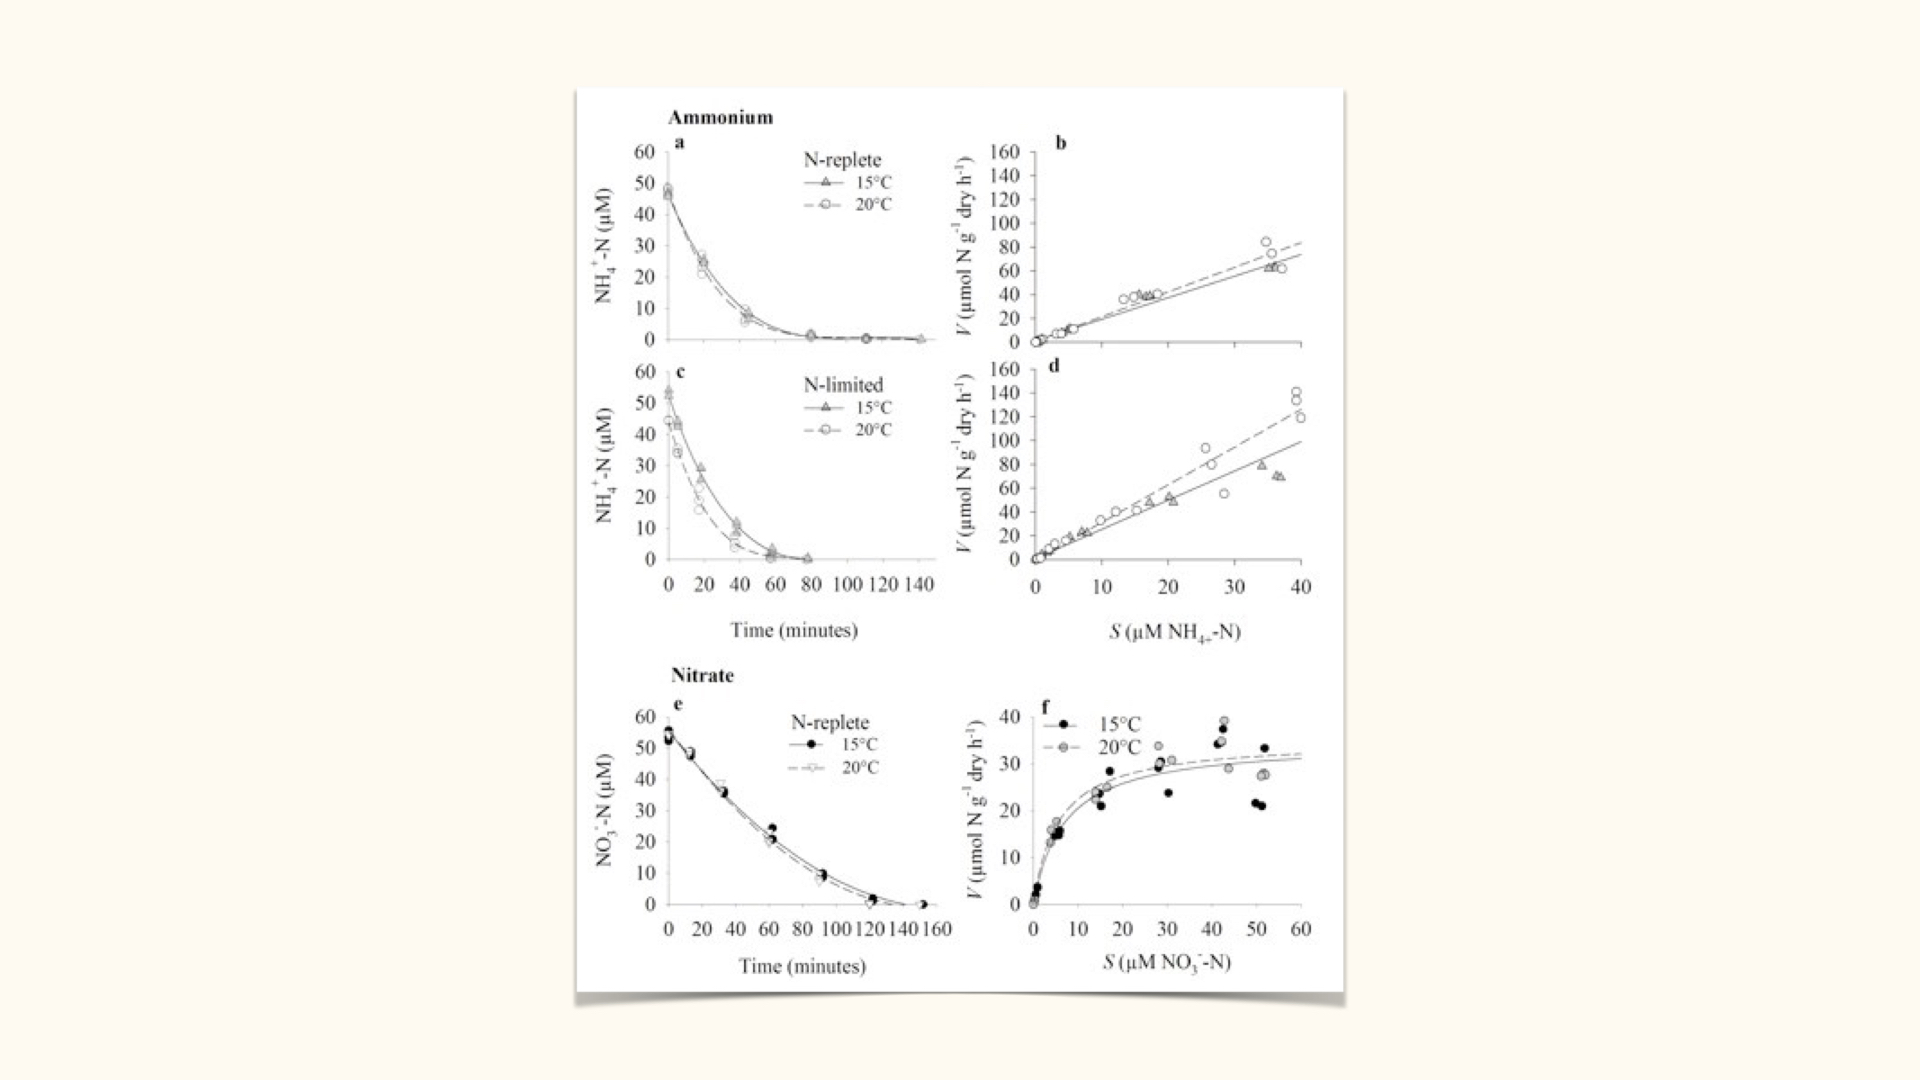 Ammonium
a
60
50
40
30
20
10
0
NH₄⁺-N (µM)
N-replete
15°C
20°C
b
160
140
120
100
80
60
40
20
0
V (µmol N g⁻¹ dry h⁻¹)
c
60
50
40
30
20
10
0
NH₄⁺-N (µM)
N-limited
15°C
20°C
0 20 40 60 80 100 120 140
Time (minutes)
d
160
140
120
100
80
60
40
20
0
V (µmol N g⁻¹ dry h⁻¹)
0 10 20 30 40
S (µM NH₄₊-N)
Nitrate
e
60
50
40
30
20
10
0
NO₃⁻-N (µM)
N-replete
15°C
20°C
0 20 40 60 80 100 120 140 160
Time (minutes)
f
15°C
20°C
40
30
20
10
0
V (µmol N g⁻¹ dry h⁻¹)
0 10 20 30 40 50 60
S (µM NO₃⁻-N)